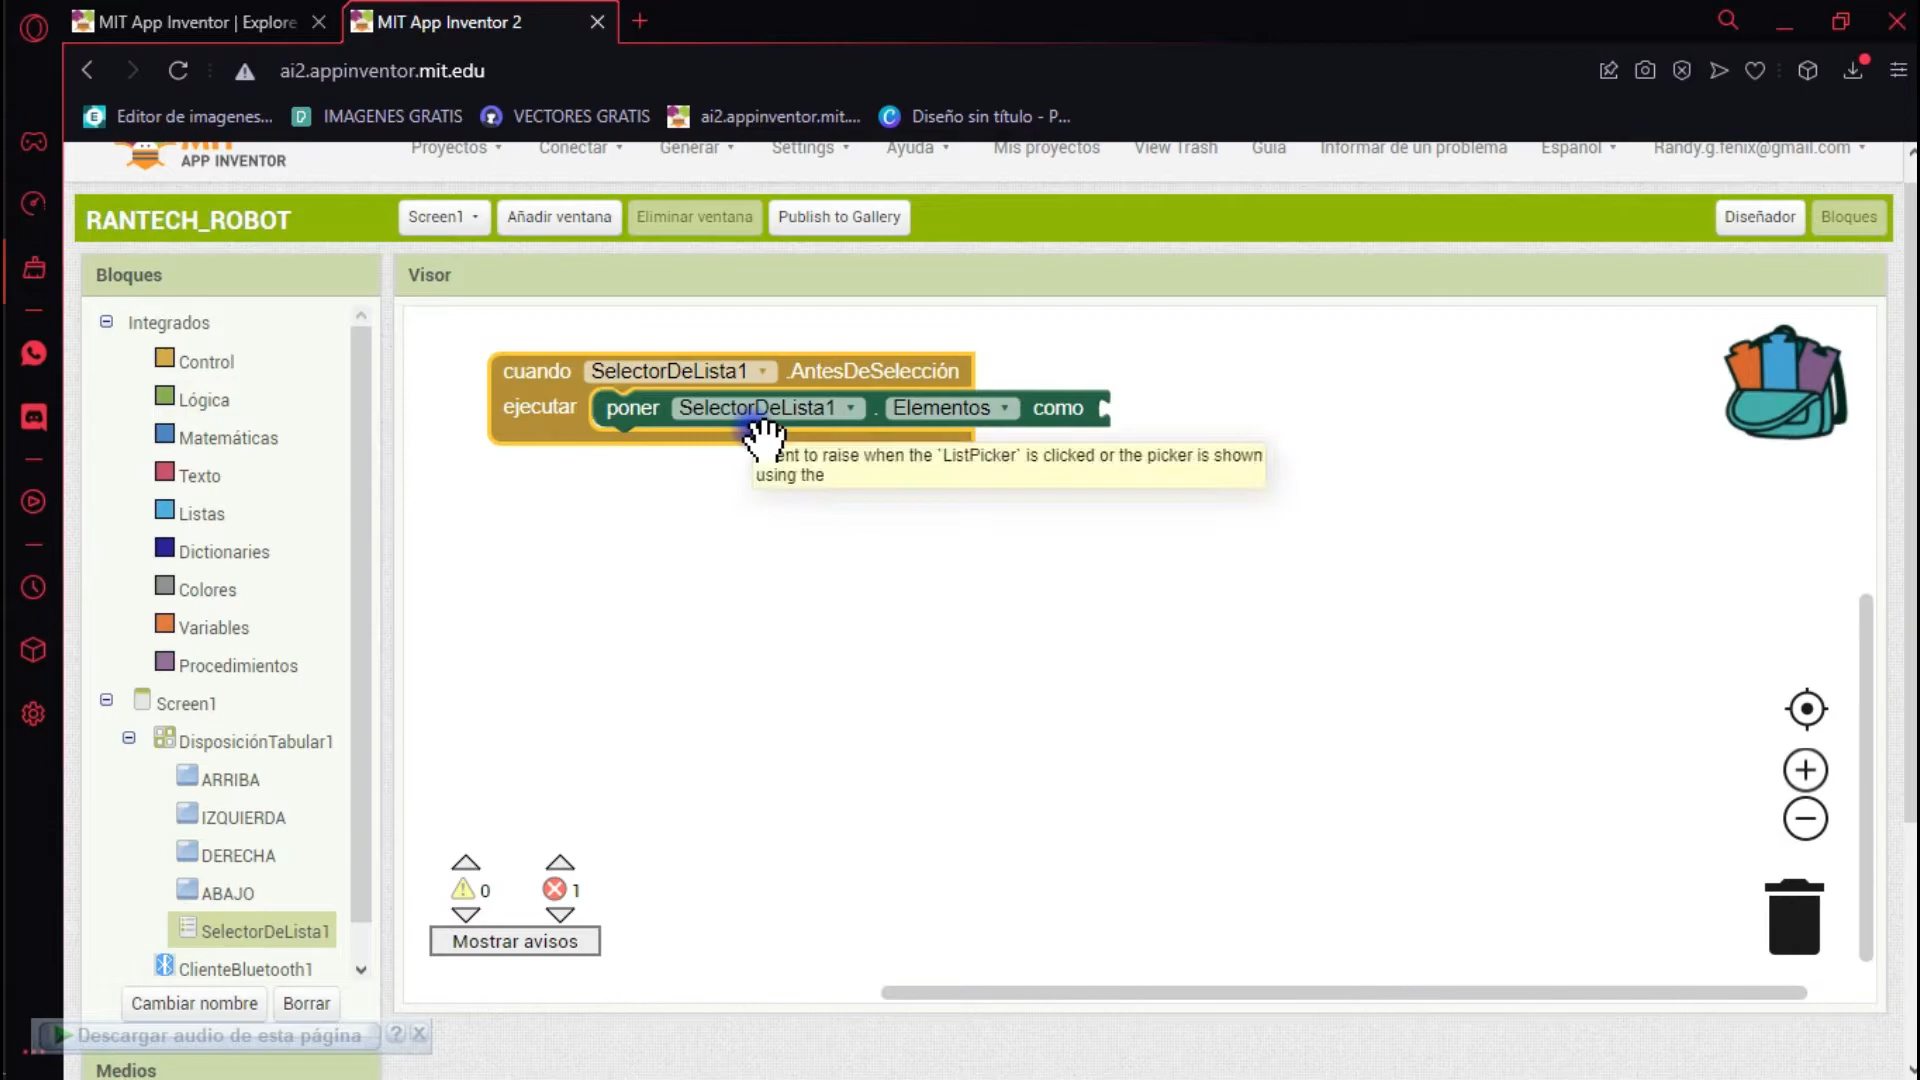 MIT App Inventor | Explore
MIT App Inventor 2
ai2.appinventor.mit.edu
Editor de imagenes...
IMAGENES GRATIS
VECTORES GRATIS
ai2.appinventor.mit....
Diseño sin título - P...
MIT
APP INVENTOR
Proyectos
Conectar
Generar
Settings
Ayuda
Mis proyectos
View Trash
Guia
Informar de un problema
Español
Randy.g.fenix@gmail.com
RANTECH_ROBOT
Screen1
Añadir ventana
Eliminar ventana
Publish to Gallery
Diseñador
Bloques
Bloques
Visor
Integrados
Control
Lógica
Matemáticas
Texto
Listas
Dictionaries
Colores
Variables
Procedimientos
Screen1
DisposiciónTabular1
ARRIBA
IZQUIERDA
DERECHA
ABAJO
SelectorDeLista1
ClienteBluetooth1
Cambiar nombre
Borrar
Descargar audio de esta página
? X
Medios
cuando SelectorDeLista1 .AntesDeSelección
ejecutar poner SelectorDeLista1 . Elementos como
ent to raise when the `ListPicker` is clicked or the picker is shown
using the
0
1
Mostrar avisos